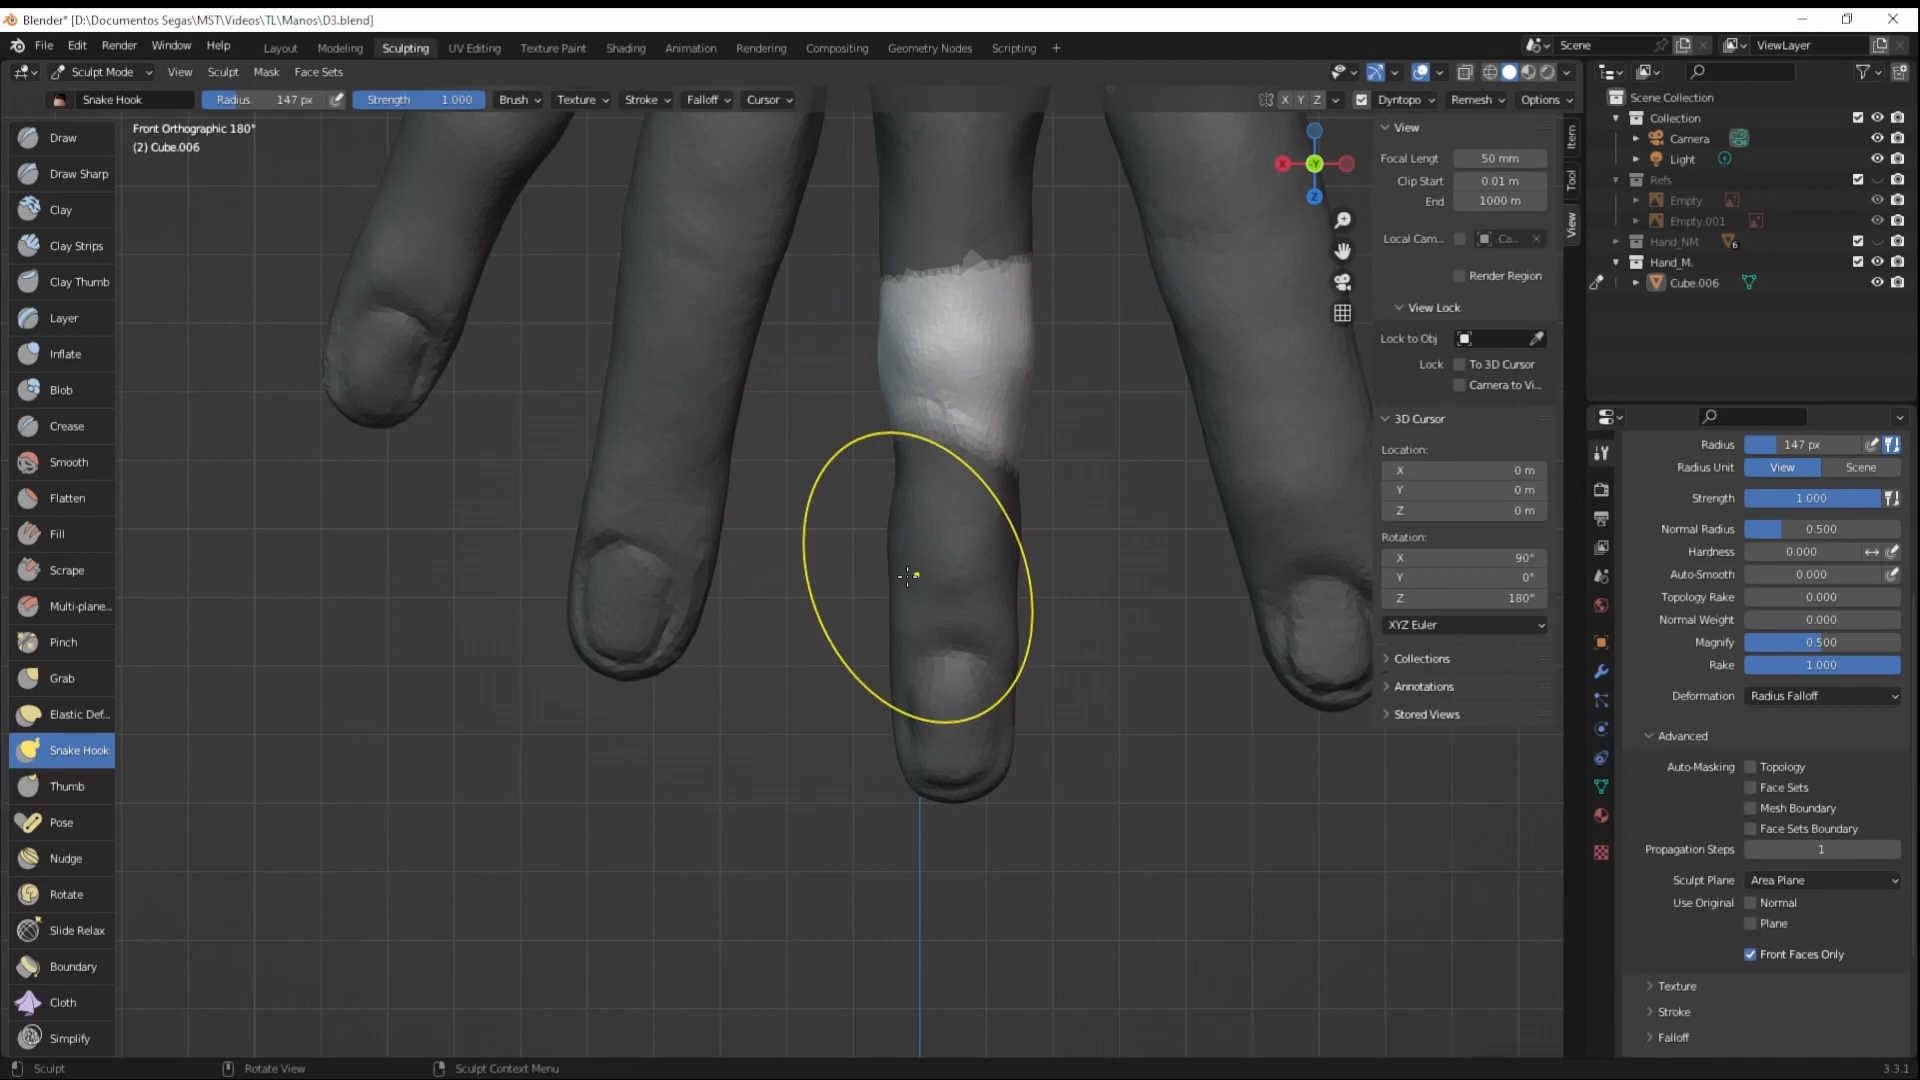 Blender* [D:\Documentos Segas\MST\Videos\TL\Manos\D3.blend]
File Edit Render Window Help Layout Modeling Sculpting UV Editing Texture Paint Shading Animation Rendering Compositing Geometry Nodes Scripting + Scene ViewLayer
Sculpt Mode View Sculpt Mask Face Sets
Snake Hook Radius 147 px Strength 1.000 Brush Texture Stroke Falloff Cursor X Y Z Dyntopo Remesh Options
Front Orthographic 180°
(2) Cube.006
Draw
Draw Sharp
Clay
Clay Strips
Clay Thumb
Layer
Inflate
Blob
Crease
Smooth
Flatten
Fill
Scrape
Multi-plane...
Pinch
Grab
Elastic Def...
Snake Hook
Thumb
Pose
Nudge
Rotate
Slide Relax
Boundary
Cloth
Simplify
X -Y Z
View
Focal Lengt 50 mm
Clip Start 0.01 m
End 1000 m
Local Cam... Ca...
Render Region
View Lock
Lock to Obj
Lock To 3D Cursor
Camera to Vi...
3D Cursor
Location:
X 0 m
Y 0 m
Z 0 m
Rotation:
X 90°
Y 0°
Z 180°
XYZ Euler
Collections
Annotations
Stored Views
Item
Tool
View
Scene Collection
Collection
Camera
Light
Refs
Empty
Empty.001
Hand_NM 6
Hand_M.
Cube.006
Radius 147 px
Radius Unit View Scene
Strength 1.000
Normal Radius 0.500
Hardness 0.000
Auto-Smooth 0.000
Topology Rake 0.000
Normal Weight 0.000
Magnify 0.500
Rake 1.000
Deformation Radius Falloff
Advanced
Auto-Masking Topology
Face Sets
Mesh Boundary
Face Sets Boundary
Propagation Steps 1
Sculpt Plane Area Plane
Use Original Normal
Plane
Front Faces Only
Texture
Stroke
Falloff
Sculpt Rotate View Sculpt Context Menu 3.3.1